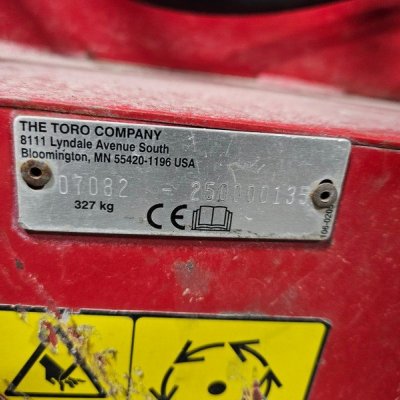 THE TORO COMPANY
8111 Lyndale Avenue South
Bloomington, MN 55420-1196 USA
07082 - 250000135
327 kg
CE